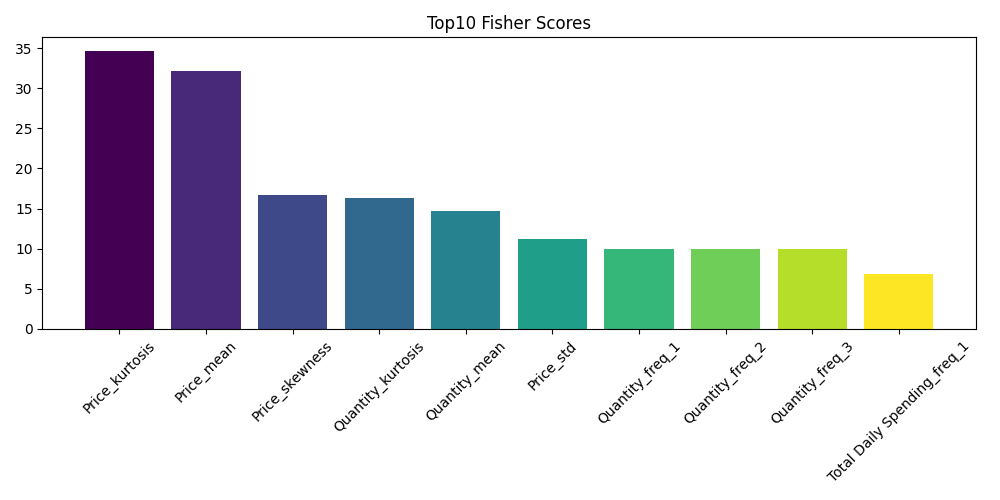 Top10 Fisher Scores
35
30
25
20
15
10
5
0
Price_kurtosis
Price_mean
Price_skewness
Quantity_kurtosis
Quantity_mean
Price_std
Quantity_freq_1
Quantity_freq_2
Quantity_freq_3
Total Daily Spending_freq_1